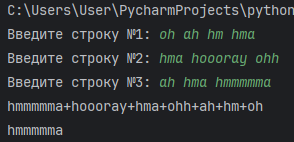 C:\Users\User\PycharmProjects\python
Введите строку №1: oh ah hm hma
Введите строку №2: hma hoooray ohh
Введите строку №3: ah hma hmmmmma
hmmmmma+hoooray+hma+ohh+ah+hm+oh
hmmmmma